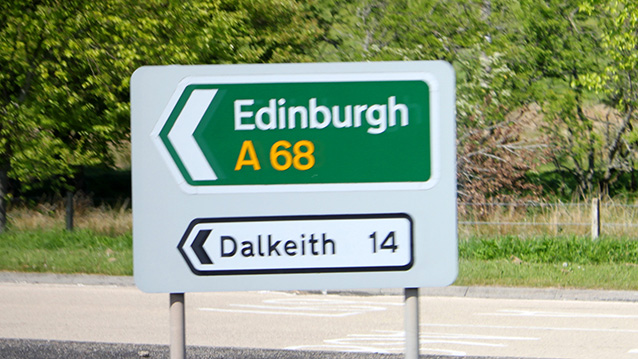 Edinburgh
A 68
Dalkeith 14